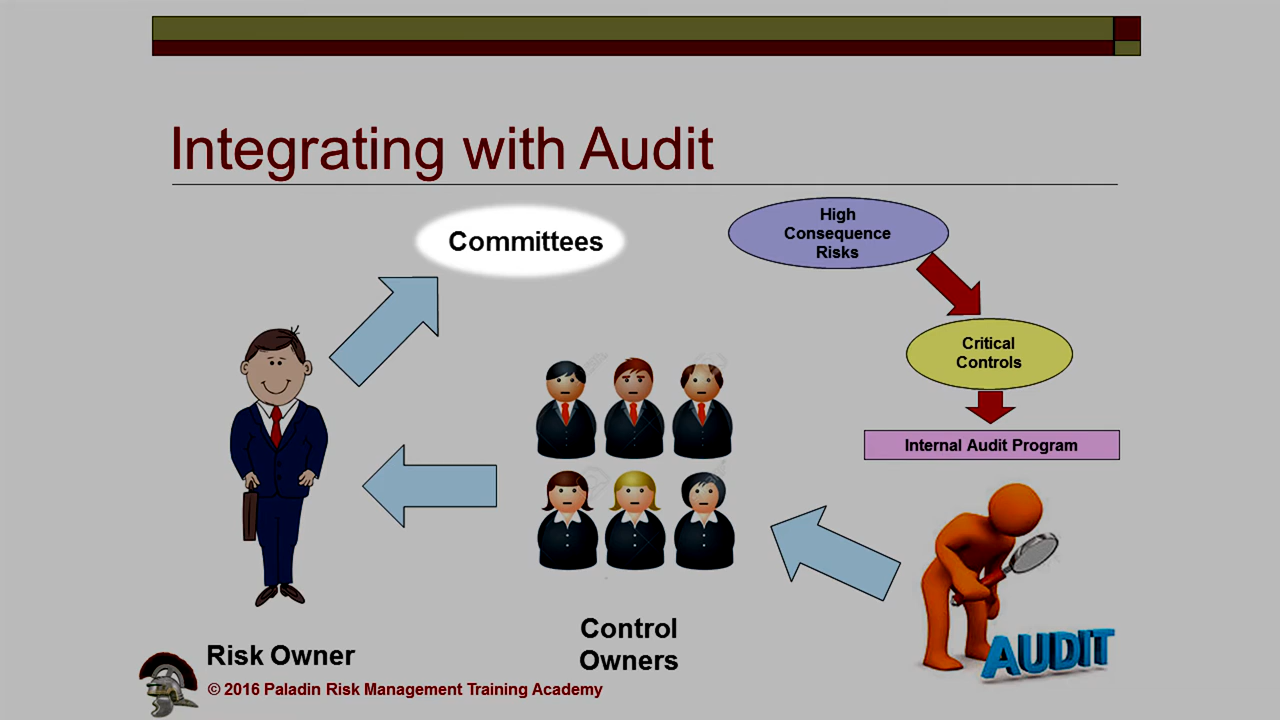 Integrating with Audit
Committees
High
Consequence
Risks
Critical
Controls
Internal Audit Program
AUDIT
Control
Owners
Risk Owner
© 2016 Paladin Risk Management Training Academy